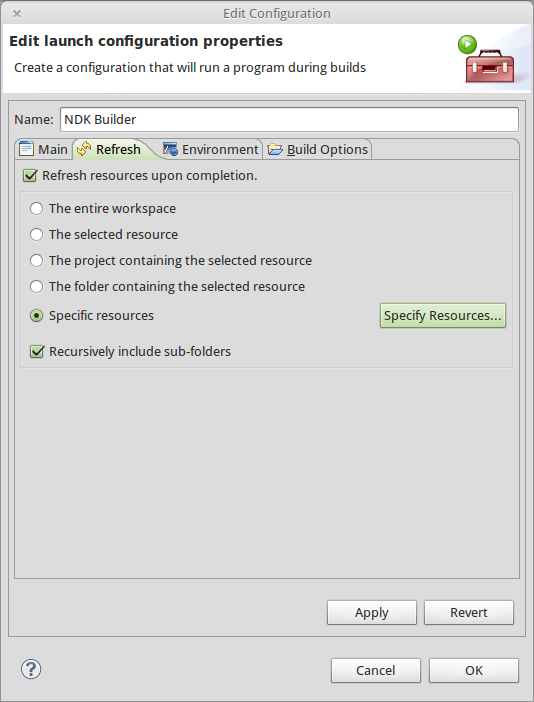 Edit Configuration
Edit launch configuration properties
Create a configuration that will run a program during builds
Name: NDK Builder
Main Refresh Environment Build Options
Refresh resources upon completion.
The entire workspace
The selected resource
The project containing the selected resource
The folder containing the selected resource
Specific resources Specify Resources...
Recursively include sub-folders
Apply Revert
? Cancel OK